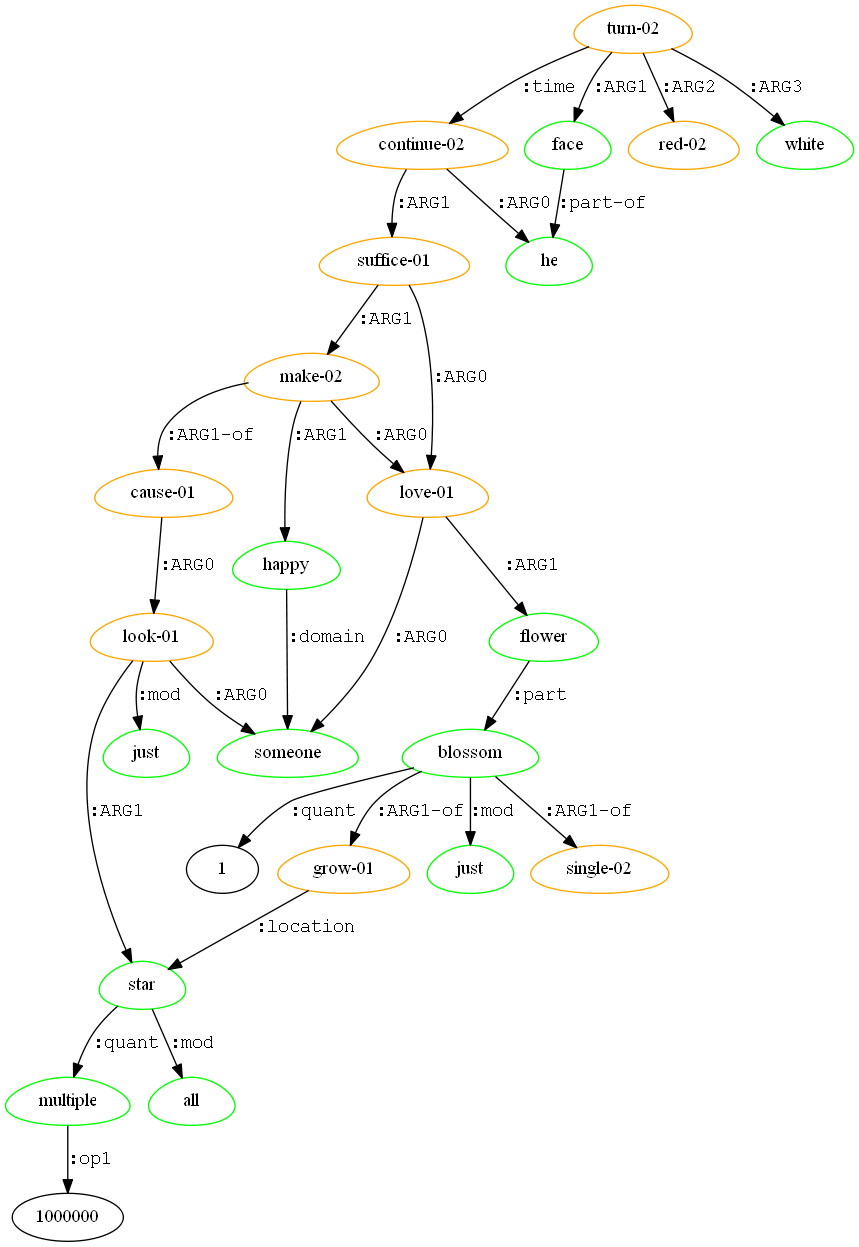 turn-02
:time :ARG1 :ARG2 :ARG3
continue-02 face red-02 white
:ARG1 :ARG0 :part-of
suffice-01 he
:ARG1
make-02 :ARG0
:ARG1-of :ARG1 :ARG0
cause-01 love-01
:ARG0 happy :ARG1
look-01 :domain :ARG0 flower
:mod :ARG0 :part
just someone blossom
:ARG1 :quant :ARG1-of :mod :ARG1-of
1 grow-01 just single-02
:location
star
:quant :mod
multiple all
:op1
1000000